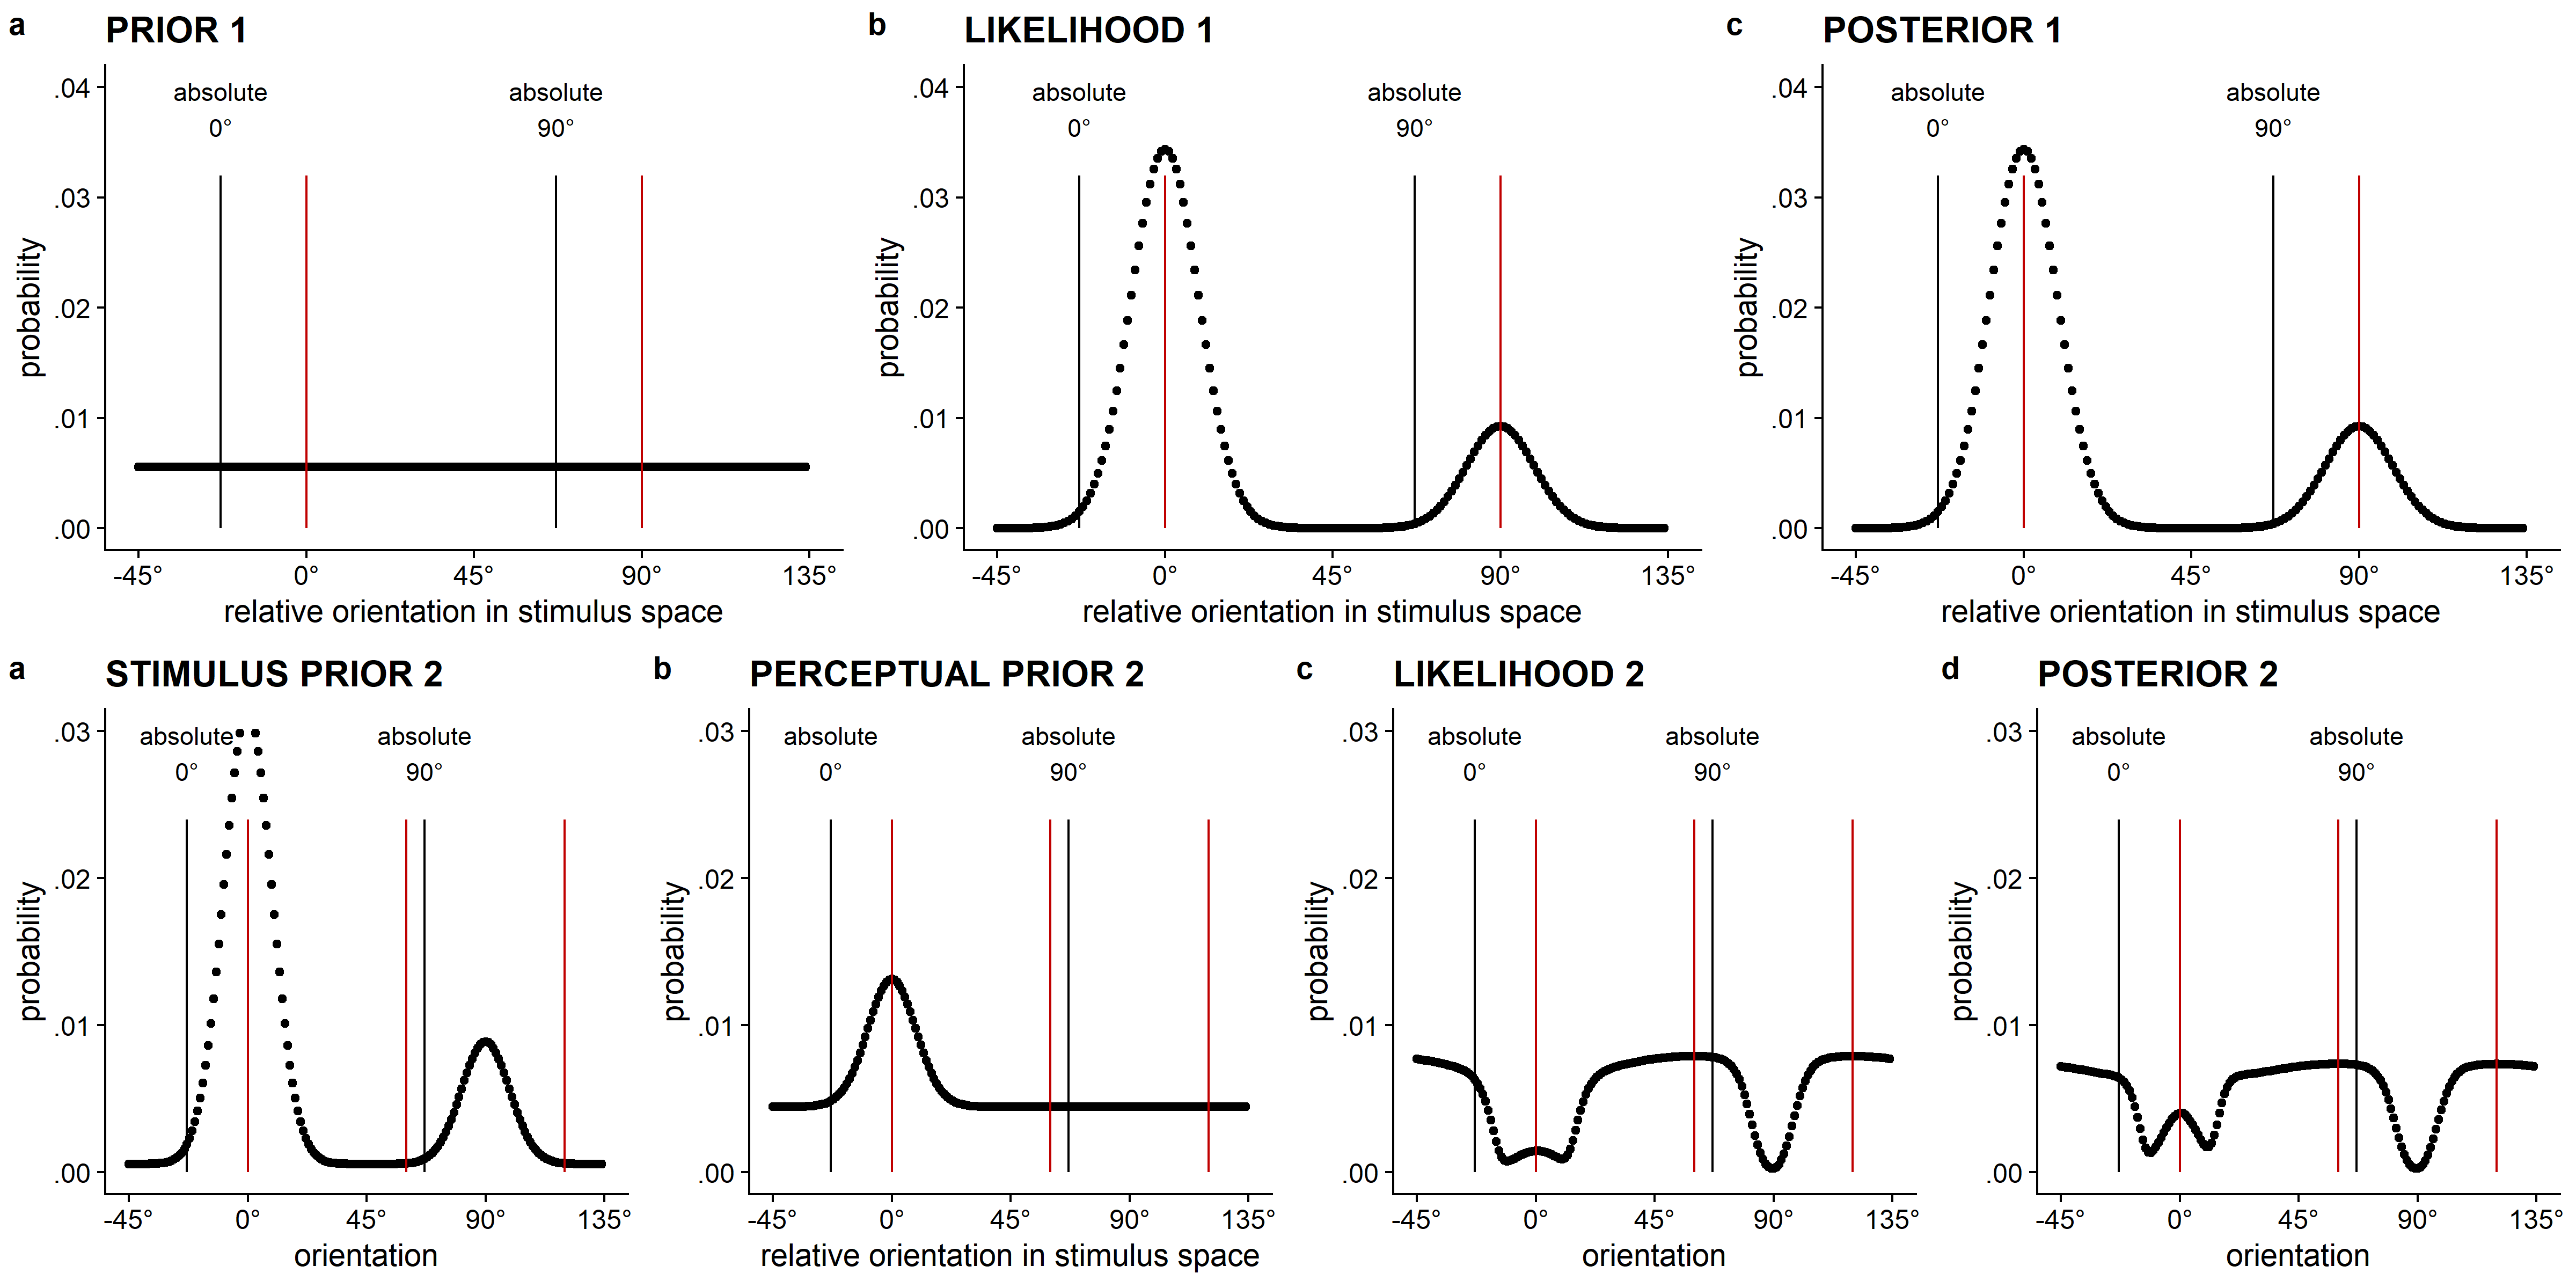 a PRIOR 1
absolute absolute
0° 90°
.04
.03
.02
.01
.00
probability
-45° 0° 45° 90° 135°
relative orientation in stimulus space
b LIKELIHOOD 1
absolute absolute
0° 90°
.04
.03
.02
.01
.00
probability
-45° 0° 45° 90° 135°
relative orientation in stimulus space
c POSTERIOR 1
absolute absolute
0° 90°
.04
.03
.02
.01
.00
probability
-45° 0° 45° 90° 135°
relative orientation in stimulus space
a STIMULUS PRIOR 2
absolute absolute
0° 90°
.03
.02
.01
.00
probability
-45° 0° 45° 90° 135°
orientation
b PERCEPTUAL PRIOR 2
absolute absolute
0° 90°
.03
.02
.01
.00
probability
-45° 0° 45° 90° 135°
relative orientation in stimulus space
c LIKELIHOOD 2
absolute absolute
0° 90°
.03
.02
.01
.00
probability
-45° 0° 45° 90° 135°
orientation
d POSTERIOR 2
absolute absolute
0° 90°
.03
.02
.01
.00
probability
-45° 0° 45° 90° 135°
orientation